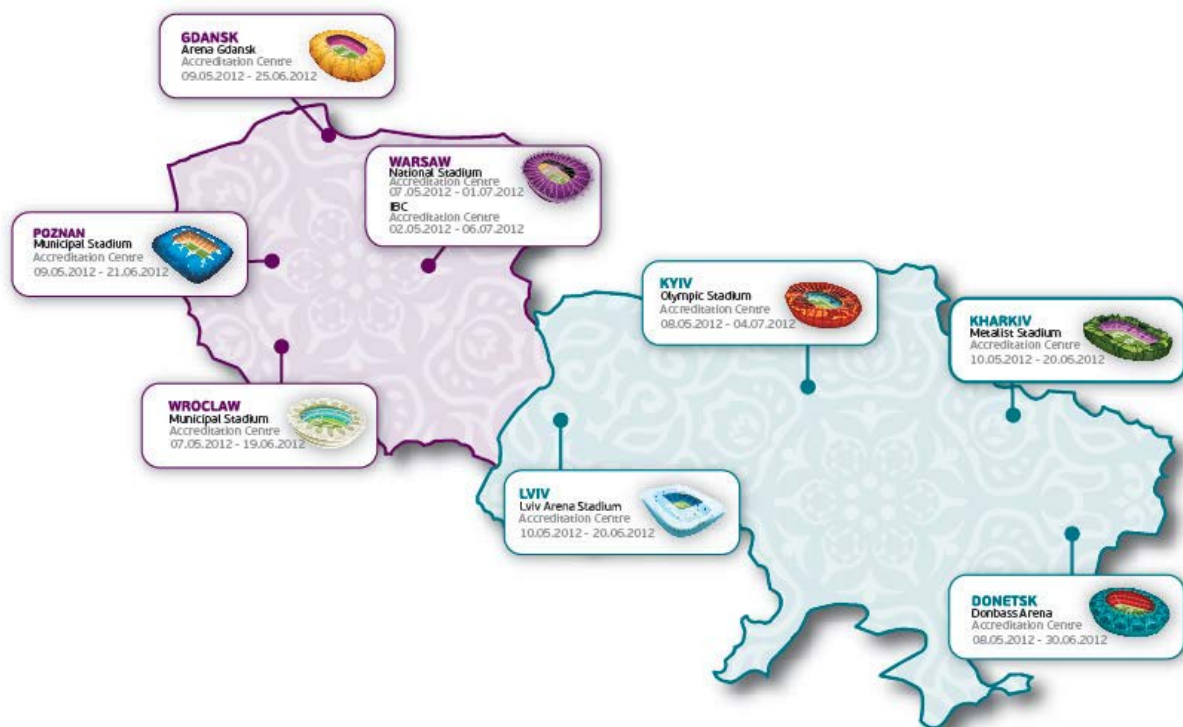 GDANSK
Arena Gdansk
Accreditation Centre
09.05.2012 - 25.06.2012
WARSAW
National Stadium
Accreditation Centre
07.05.2012 - 01.07.2012
IBC
Accreditation Centre
02.05.2012 - 06.07.2012
POZNAN
Municipal Stadium
Accreditation Centre
09.05.2012 - 21.06.2012
KYIV
Olympic Stadium
Accreditation Centre
08.05.2012 - 04.07.2012
KHARKIV
Metalist Stadium
Accreditation Centre
10.05.2012 - 20.06.2012
WROCLAW
Municipal Stadium
Accreditation Centre
07.05.2012 - 19.06.2012
LVIV
Lviv Arena Stadium
Accreditation Centre
10.05.2012 - 20.06.2012
DONETSK
Donbass Arena
Accreditation Centre
08.05.2012 - 30.06.2012